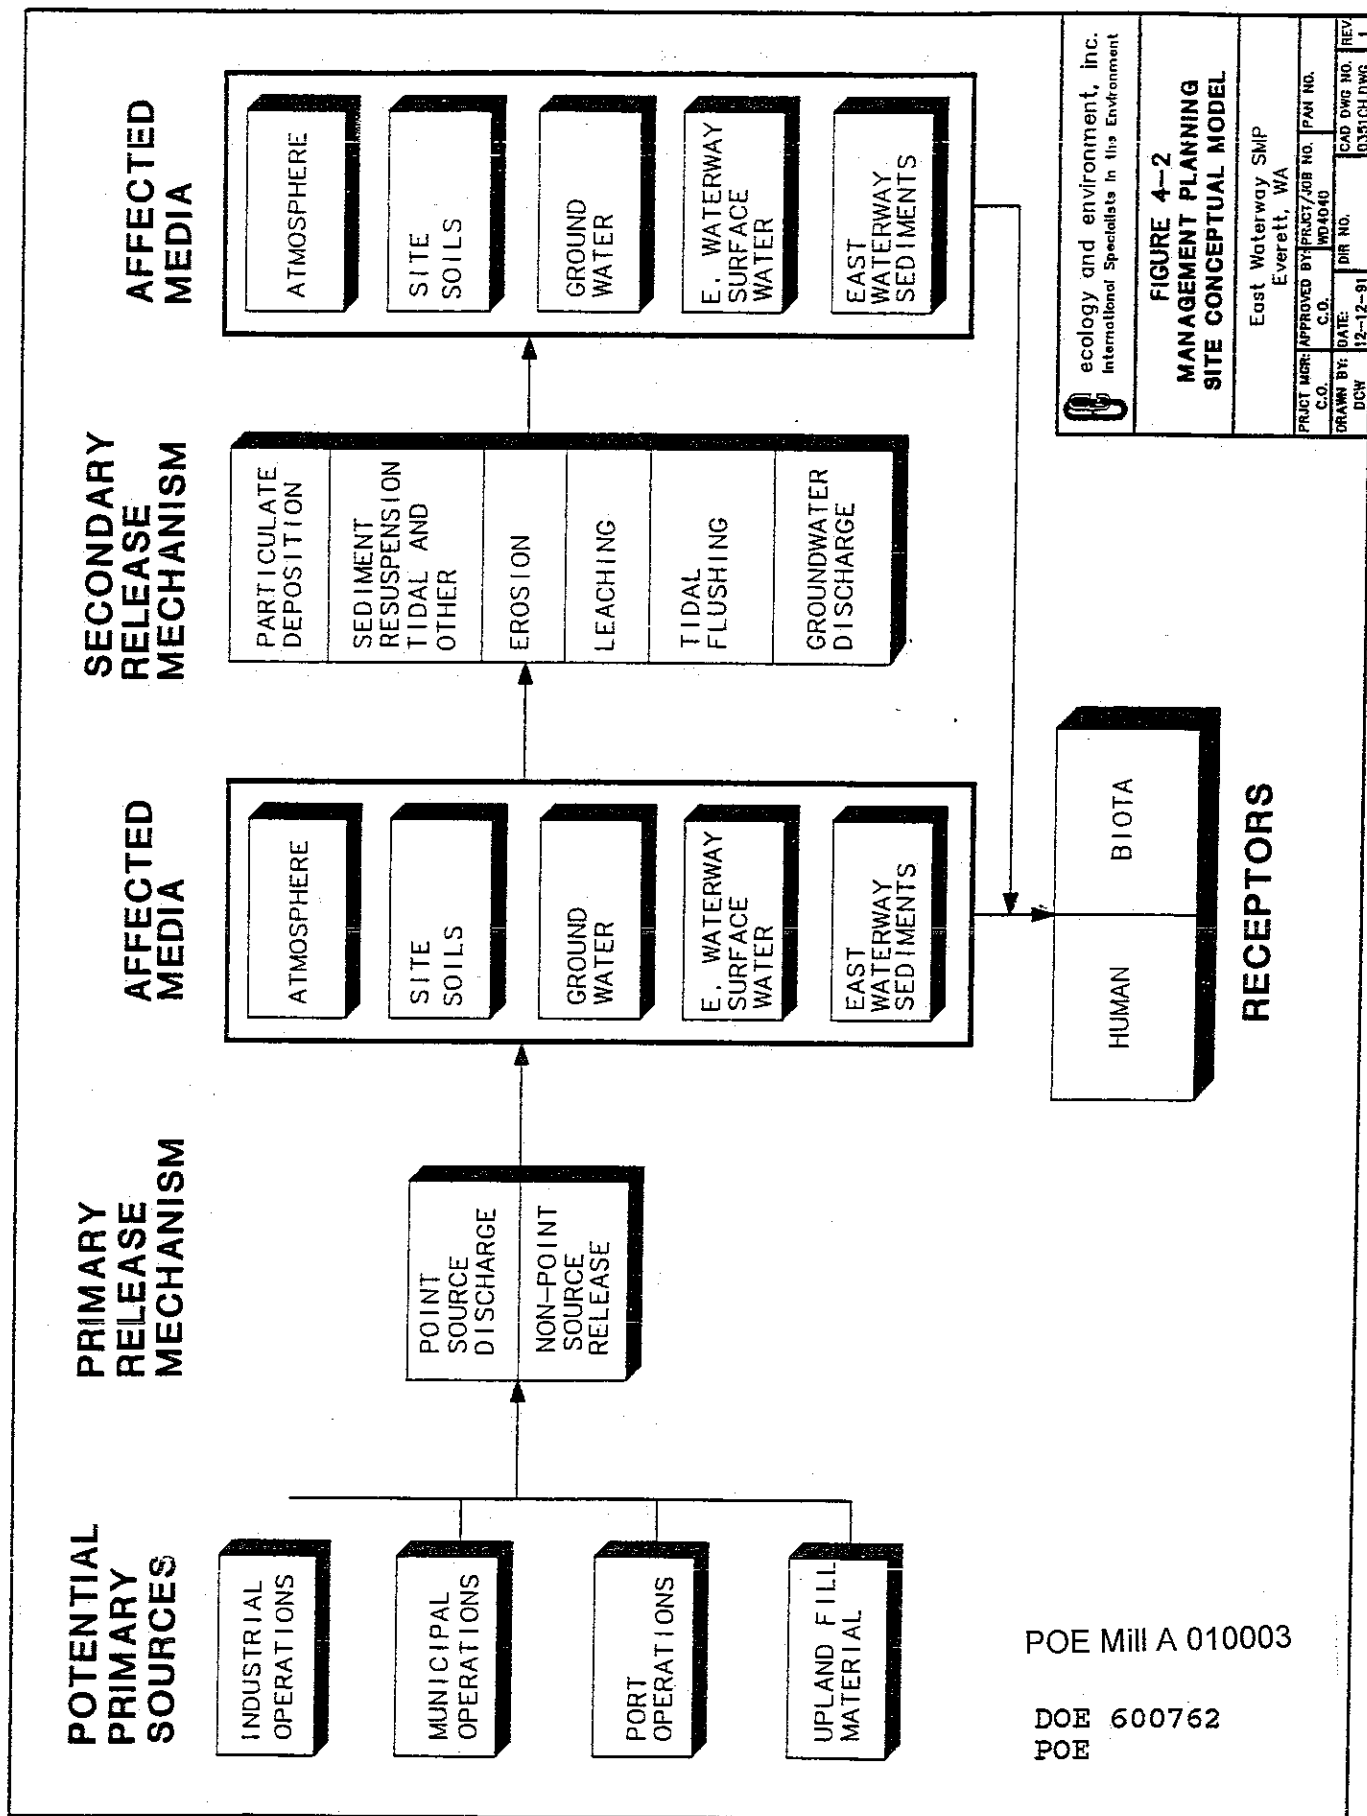 POTENTIAL
PRIMARY
SOURCES
INDUSTRIAL
OPERATIONS
MUNICIPAL
OPERATIONS
PORT
OPERATIONS
UPLAND FILL
MATERIAL
PRIMARY
RELEASE
MECHANISM
POINT
SOURCE
DISCHARGE
NON-POINT
SOURCE
RELEASE
AFFECTED
MEDIA
ATMOSPHERE
SITE
SOILS
GROUND
WATER
E. WATERWAY
SURFACE
WATER
EAST
WATERWAY
SEDIMENTS
SECONDARY
RELEASE
MECHANISM
PARTICULATE
DEPOSITION
SEDIMENT
RESUSPENSION
TIDAL AND
OTHER
EROSION
LEACHING
TIDAL
FLUSHING
GROUNDWATER
DISCHARGE
AFFECTED
MEDIA
ATMOSPHERE
SITE
SOILS
GROUND
WATER
E. WATERWAY
SURFACE
WATER
EAST
WATERWAY
SEDIMENTS
HUMAN
BIOTA
RECEPTORS
ecology and environment, inc.
International Specialists in the Environment
FIGURE 4-2
MANAGEMENT PLANNING
SITE CONCEPTUAL MODEL
East Waterway SMP
Everett, WA
PRJCT MGR: APPROVED BY: PRJCT/JOB NO. PAN NO.
C.O. C.O. WD4040
DRAWN BY: DATE: DIR NO. CAD DWG NO. REV.
DCW 12-12-91 0351CH.DWG 1
POE Mill A 010003
DOE 600762
POE